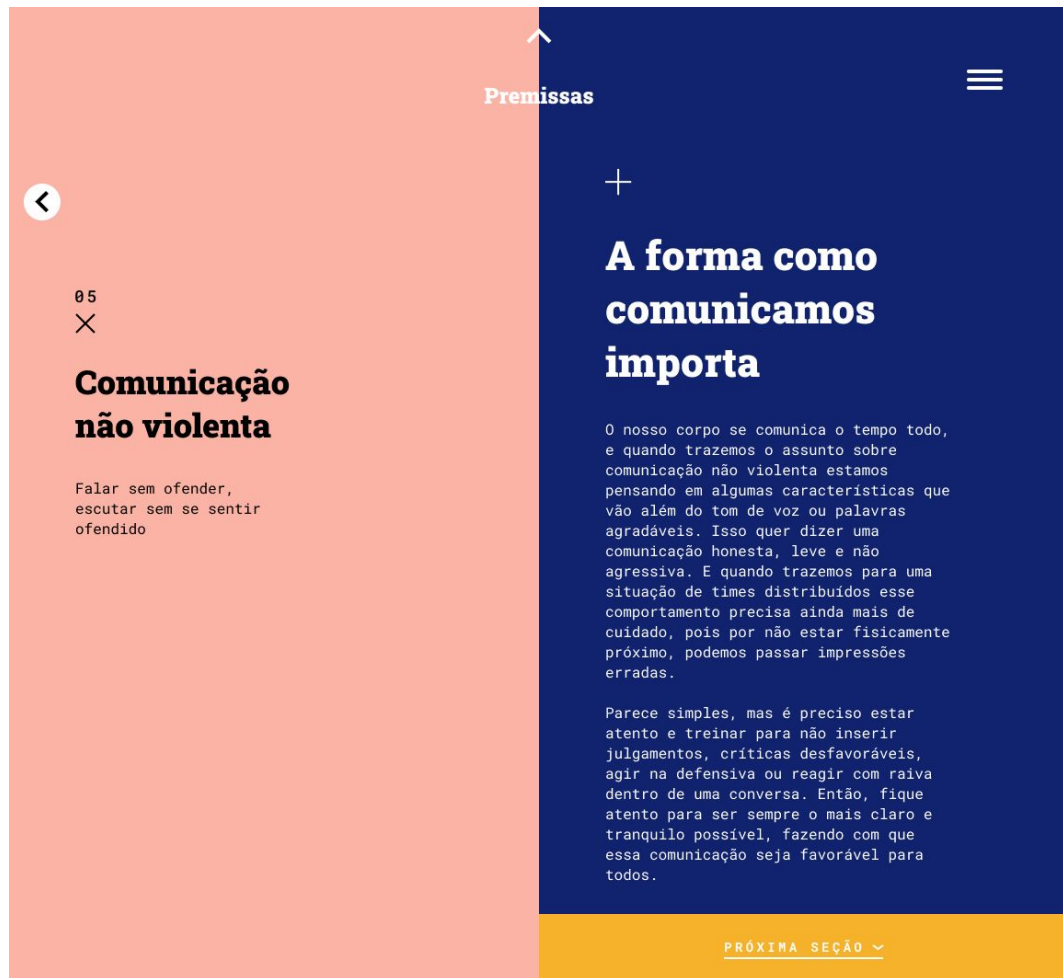 Premissas
05
Comunicação
não violenta
Falar sem ofender,
escutar sem se sentir
ofendido
A forma como
comunicamos
importa
O nosso corpo se comunica o tempo todo,
e quando trazemos o assunto sobre
comunicação não violenta estamos
pensando em algumas características que
vão além do tom de voz ou palavras
agradáveis. Isso quer dizer uma
comunicação honesta, leve e não
agressiva. E quando trazemos para uma
situação de times distribuídos esse
comportamento precisa ainda mais de
cuidado, pois por não estar fisicamente
próximo, podemos passar impressões
erradas.
Parece simples, mas é preciso estar
atento e treinar para não inserir
julgamentos, críticas desfavoráveis,
agir na defensiva ou reagir com raiva
dentro de uma conversa. Então, fique
atento para ser sempre o mais claro e
tranquilo possível, fazendo com que
essa comunicação seja favorável para
todos.
PRÓXIMA SEÇÃO